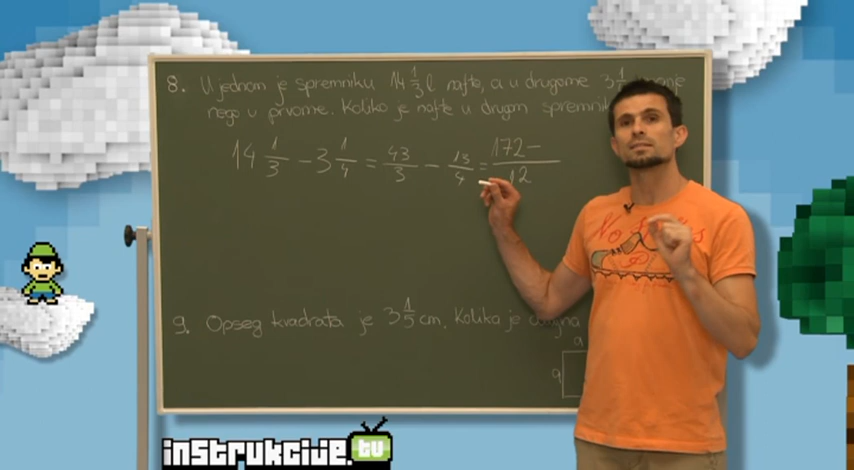 8. U jednom je spremniku 14 1/3 l nafte, a u drugome 3 1/
nego u prvome. Koliko je nafte u drugom
14 1/3 - 3 1/4 = 43/3 - 13/4 = 172 - / 12
9. Opseg kvadrata je 3 1/5 cm, Kolika je
a
a
No
instrukcije.tv